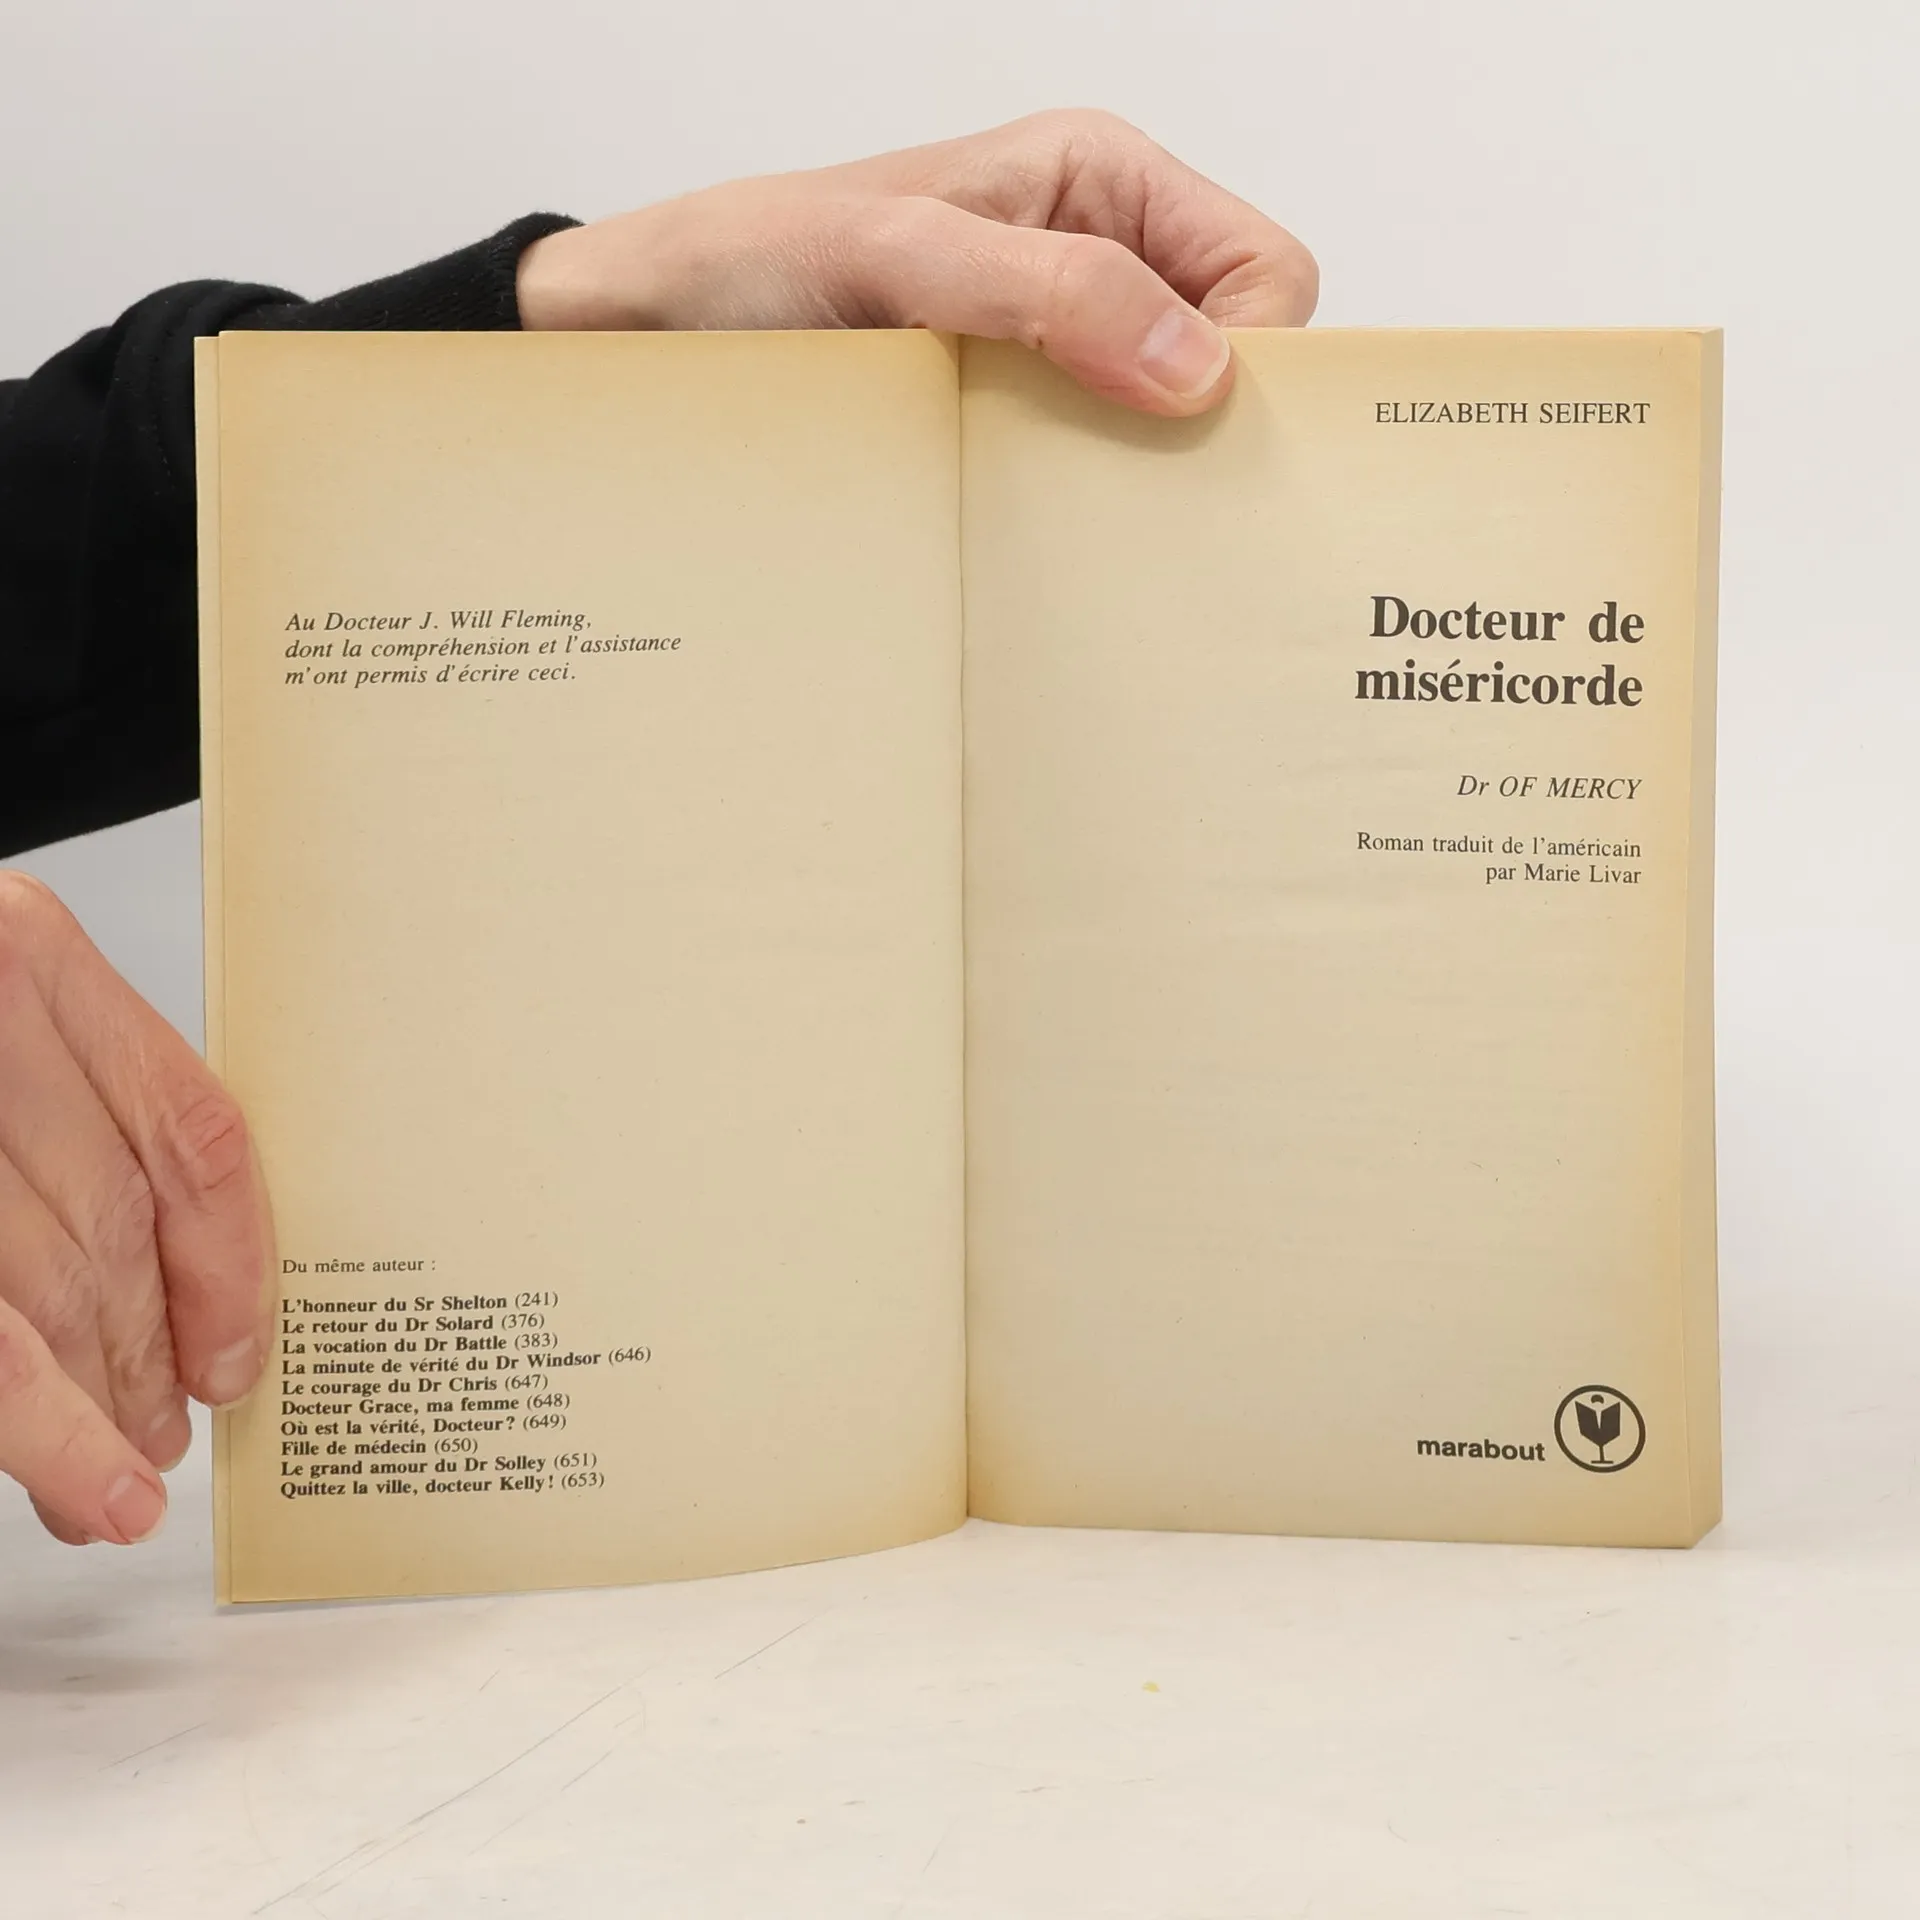 Au Docteur J. Will Fleming,
dont la compréhension et l'assistance
m'ont permis d'écrire ceci.
Du même auteur :
L'honneur du Sr Shelton (241)
Le retour du Dr Solard (376)
La vocation du Dr Battle (383)
La minute de vérité du Dr Windsor (646)
Le courage du Dr Chris (647)
Docteur Grace, ma femme (648)
Où est la vérité, Docteur? (649)
Fille de médecin (650)
Le grand amour du Dr Solley (651)
Quittez la ville, docteur Kelly! (653)
ELIZABETH SEIFERT
Docteur de
miséricorde
Dr OF MERCY
Roman traduit de l'américain
par Marie Livar
marabout